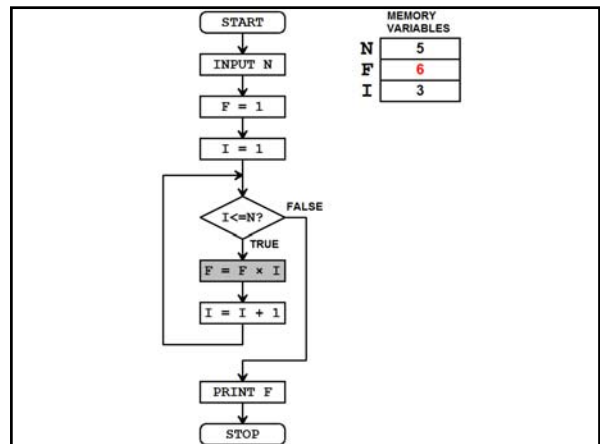 START
INPUT N
F = 1
I = 1
I<=N?
FALSE
TRUE
F = F × I
I = I + 1
PRINT F
STOP
MEMORY
VARIABLES
N 5
F 6
I 3